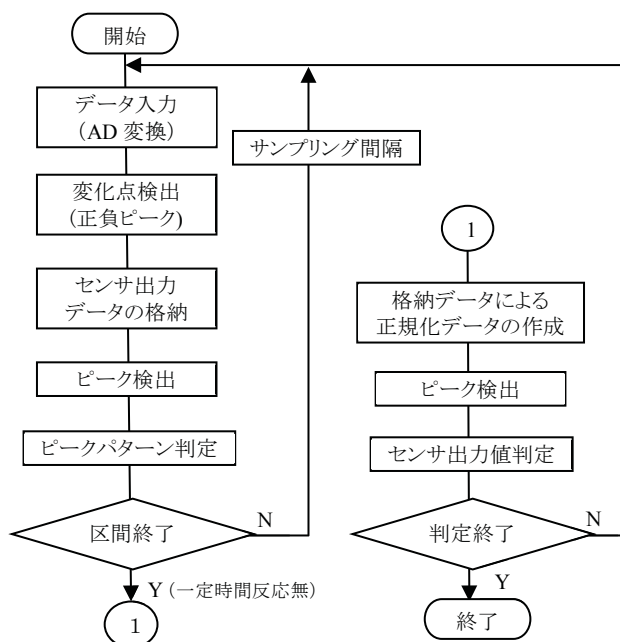 開始
データ入力
（AD 変換）
サンプリング間隔
変化点検出
（正負ピーク）
センサ出力
データの格納
ピーク検出
ピークパターン判定
区間終了
N
Y（一定時間反応無）
1
1
格納データによる
正規化データの作成
ピーク検出
センサ出力値判定
判定終了
N
Y
終了